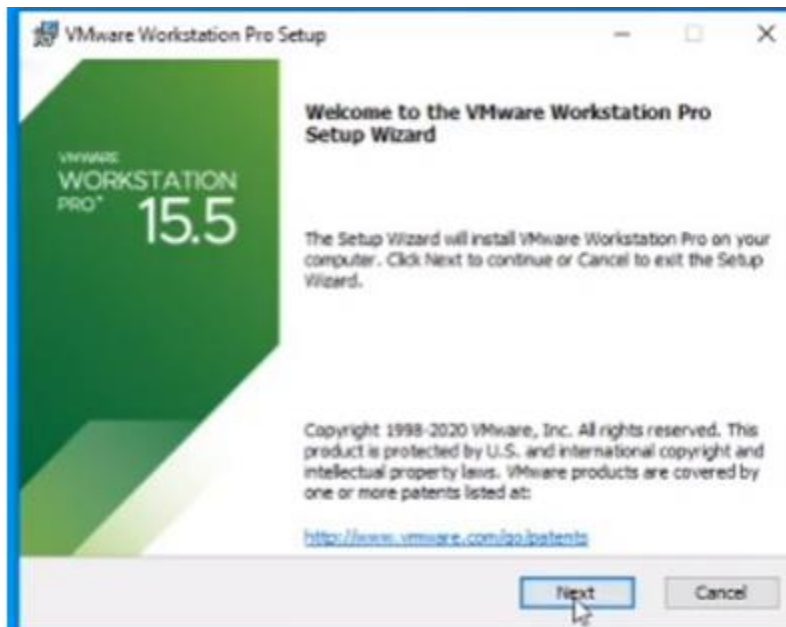 VMware Workstation Pro Setup
Welcome to the VMware Workstation Pro
Setup Wizard
VMWARE
WORKSTATION
PRO™ 15.5
The Setup Wizard will install VMware Workstation Pro on your
computer. Click Next to continue or Cancel to exit the Setup
Wizard.
Copyright 1998-2020 VMware, Inc. All rights reserved. This
product is protected by U.S. and international copyright and
intellectual property laws. VMware products are covered by
one or more patents listed at:
http://www.vmware.com/go/patents
Next Cancel